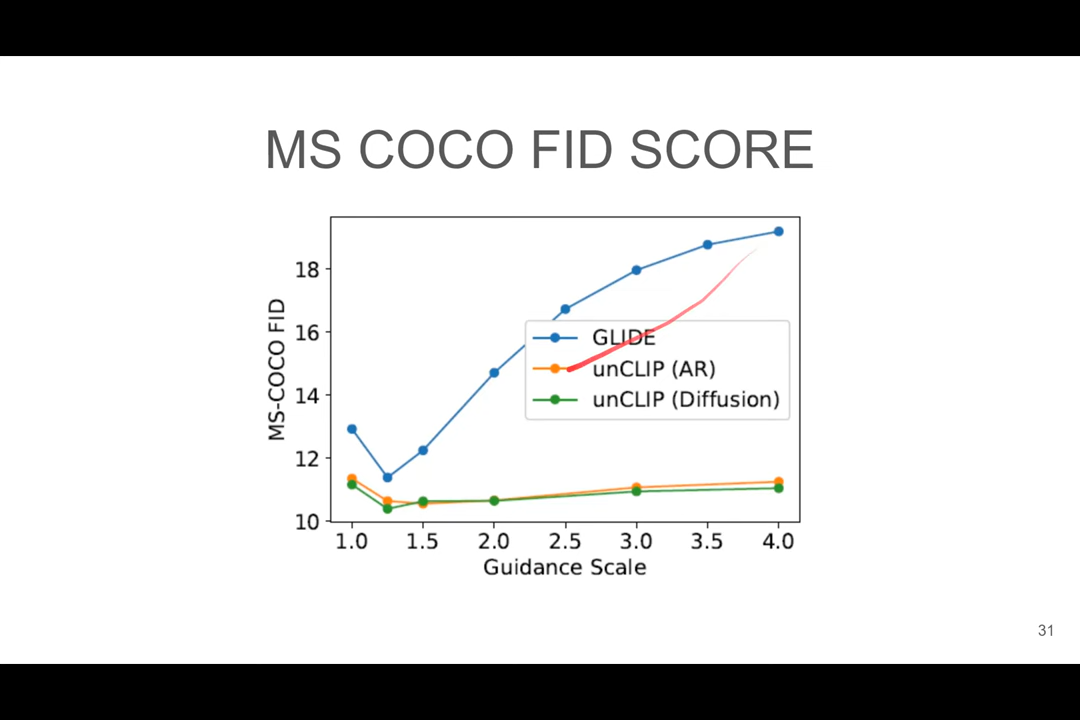 MS COCO FID SCORE
MS-COCO FID
18
16
14
12
10
GLIDE
unCLIP (AR)
unCLIP (Diffusion)
1.0 1.5 2.0 2.5 3.0 3.5 4.0
Guidance Scale
31